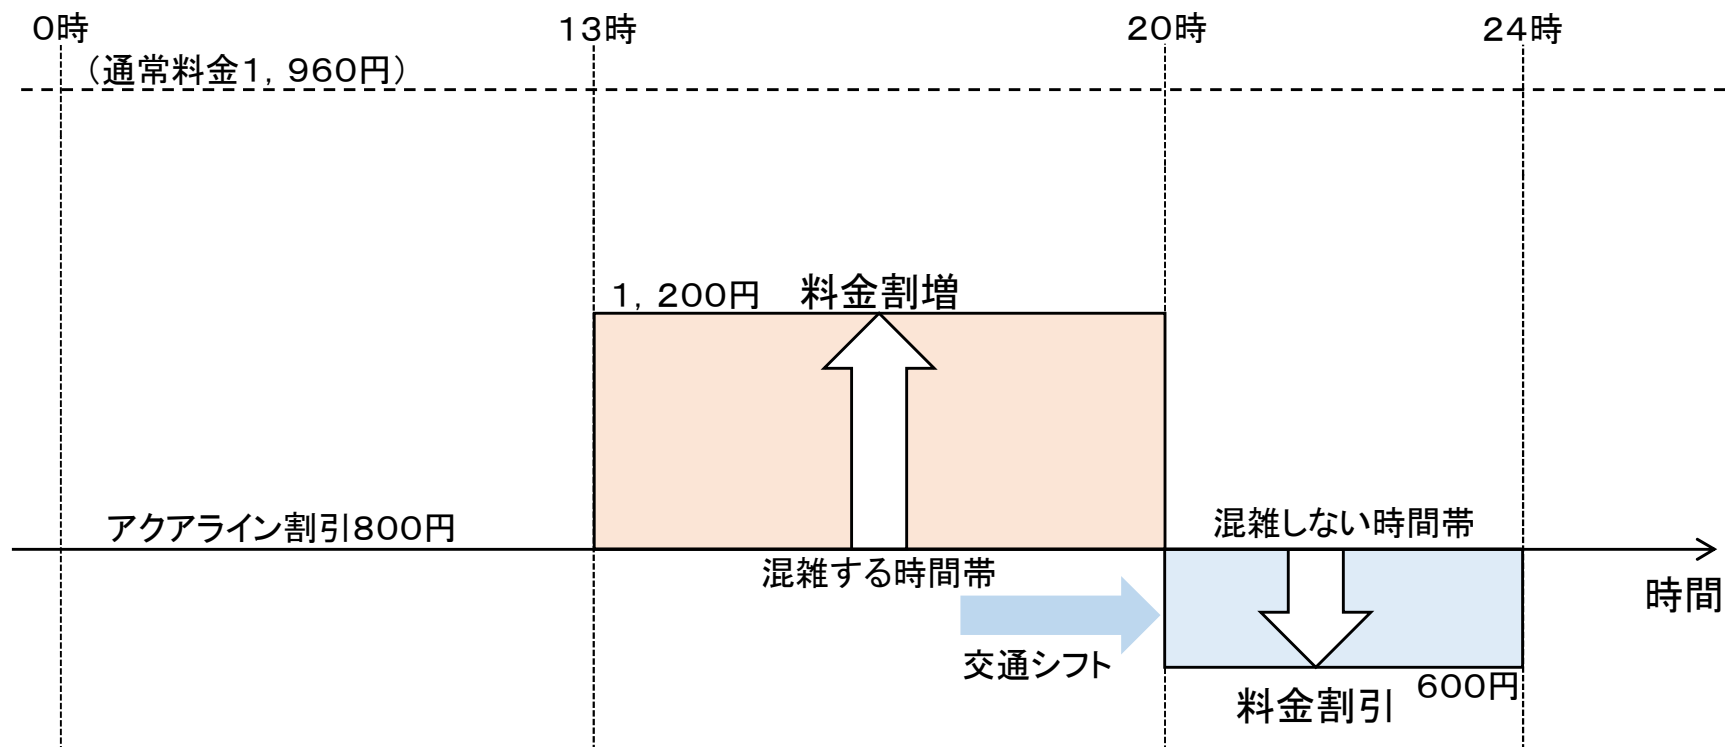 ０時
１３時
２０時
２４時
（通常料金１，９６０円）
１，２００円
料金割増
アクアライン割引８００円
混雑しない時間帯
混雑する時間帯
時間
交通シフト
６００円
料金割引